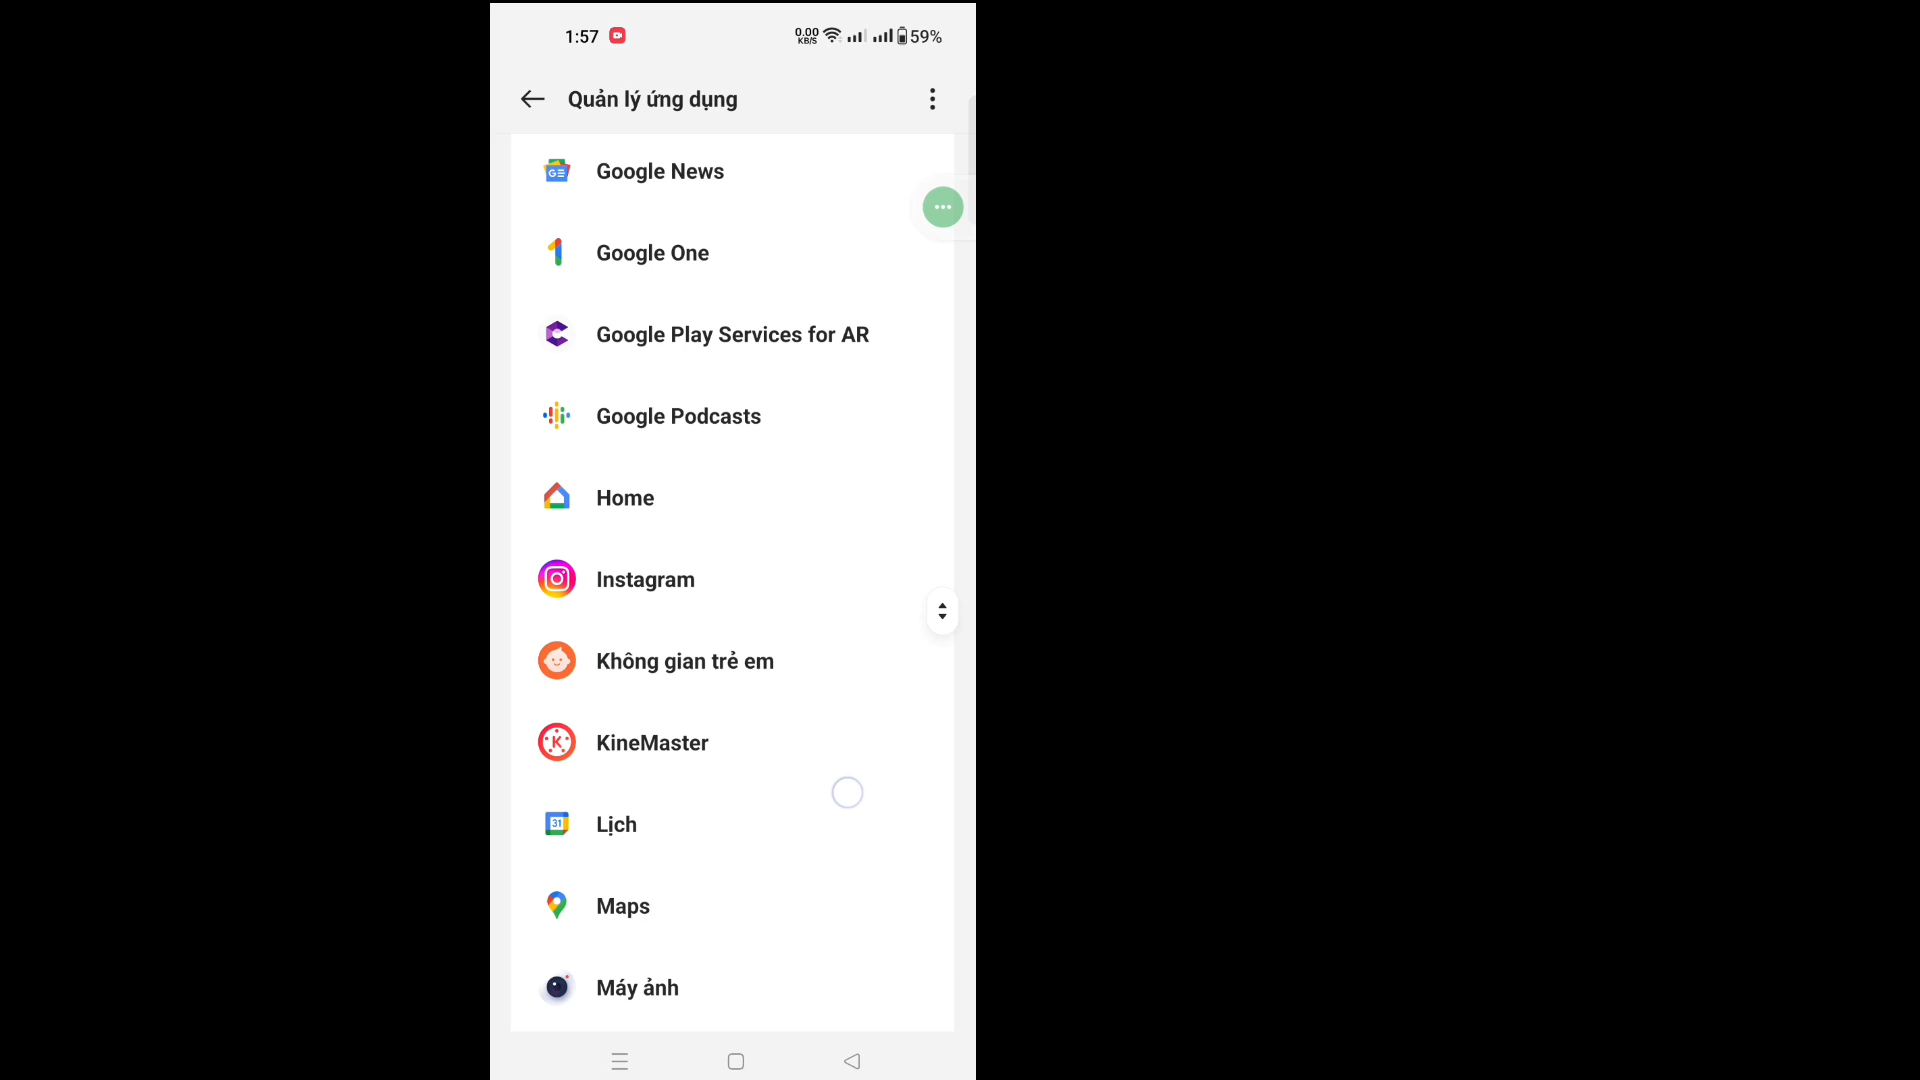 1:57
0.00 KB/S
59%
Quản lý ứng dụng
Google News
Google One
Google Play Services for AR
Google Podcasts
Home
Instagram
Không gian trẻ em
KineMaster
31
Lịch
Maps
Máy ảnh